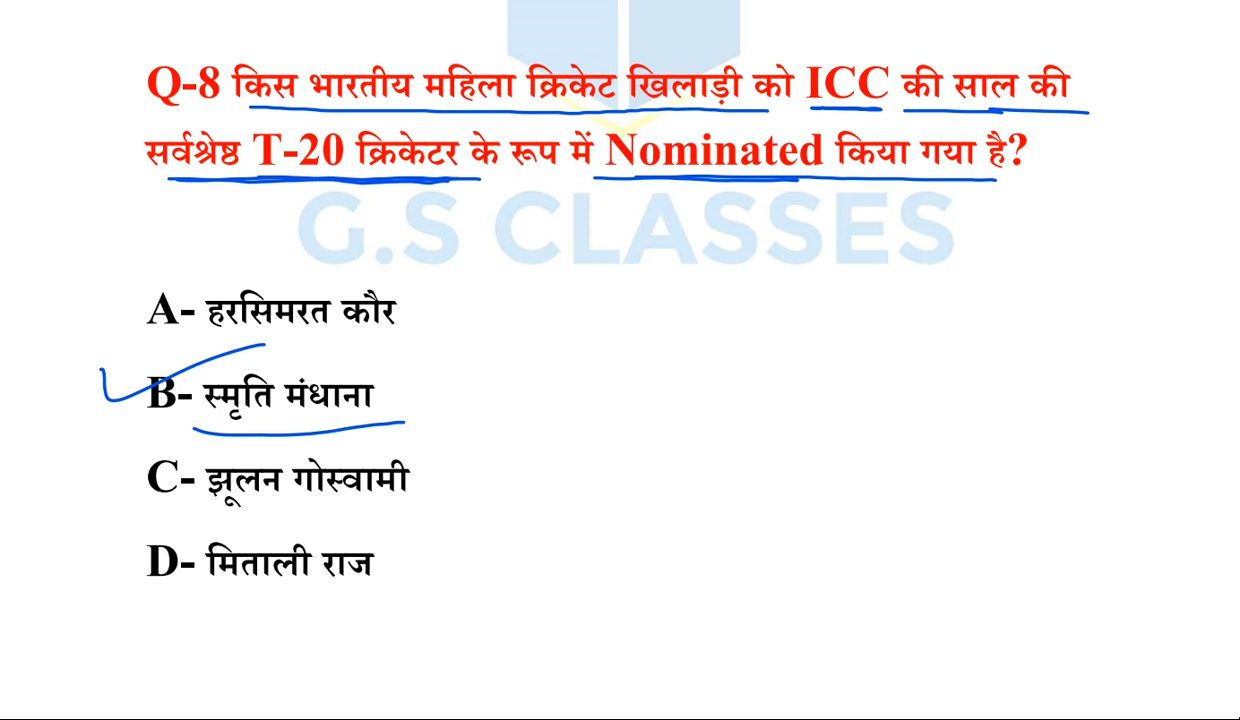 Q-8 किस भारतीय महिला क्रिकेट खिलाड़ी को ICC की साल की
सर्वश्रेष्ठ T-20 क्रिकेटर के रूप में Nominated किया गया है?
G.S CLASSES
A- हरसिमरत कौर
B- स्मृति मंधाना
C- झूलन गोस्वामी
D- मिताली राज